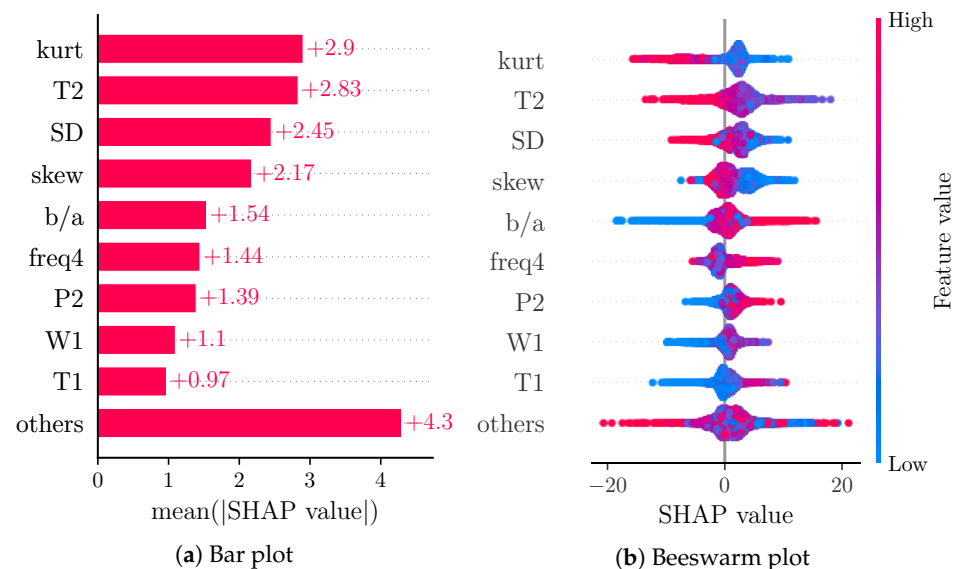 kurt
T2
SD
skew
b/a
freq4
P2
W1
T1
others
+2.9
+2.83
+2.45
+2.17
+1.54
+1.44
+1.39
+1.1
+0.97
+4.3
0 1 2 3 4
mean(|SHAP value|)
(a) Bar plot
kurt
T2
SD
skew
b/a
freq4
P2
W1
T1
others
−20 0 20
SHAP value
(b) Beeswarm plot
High
Feature value
Low